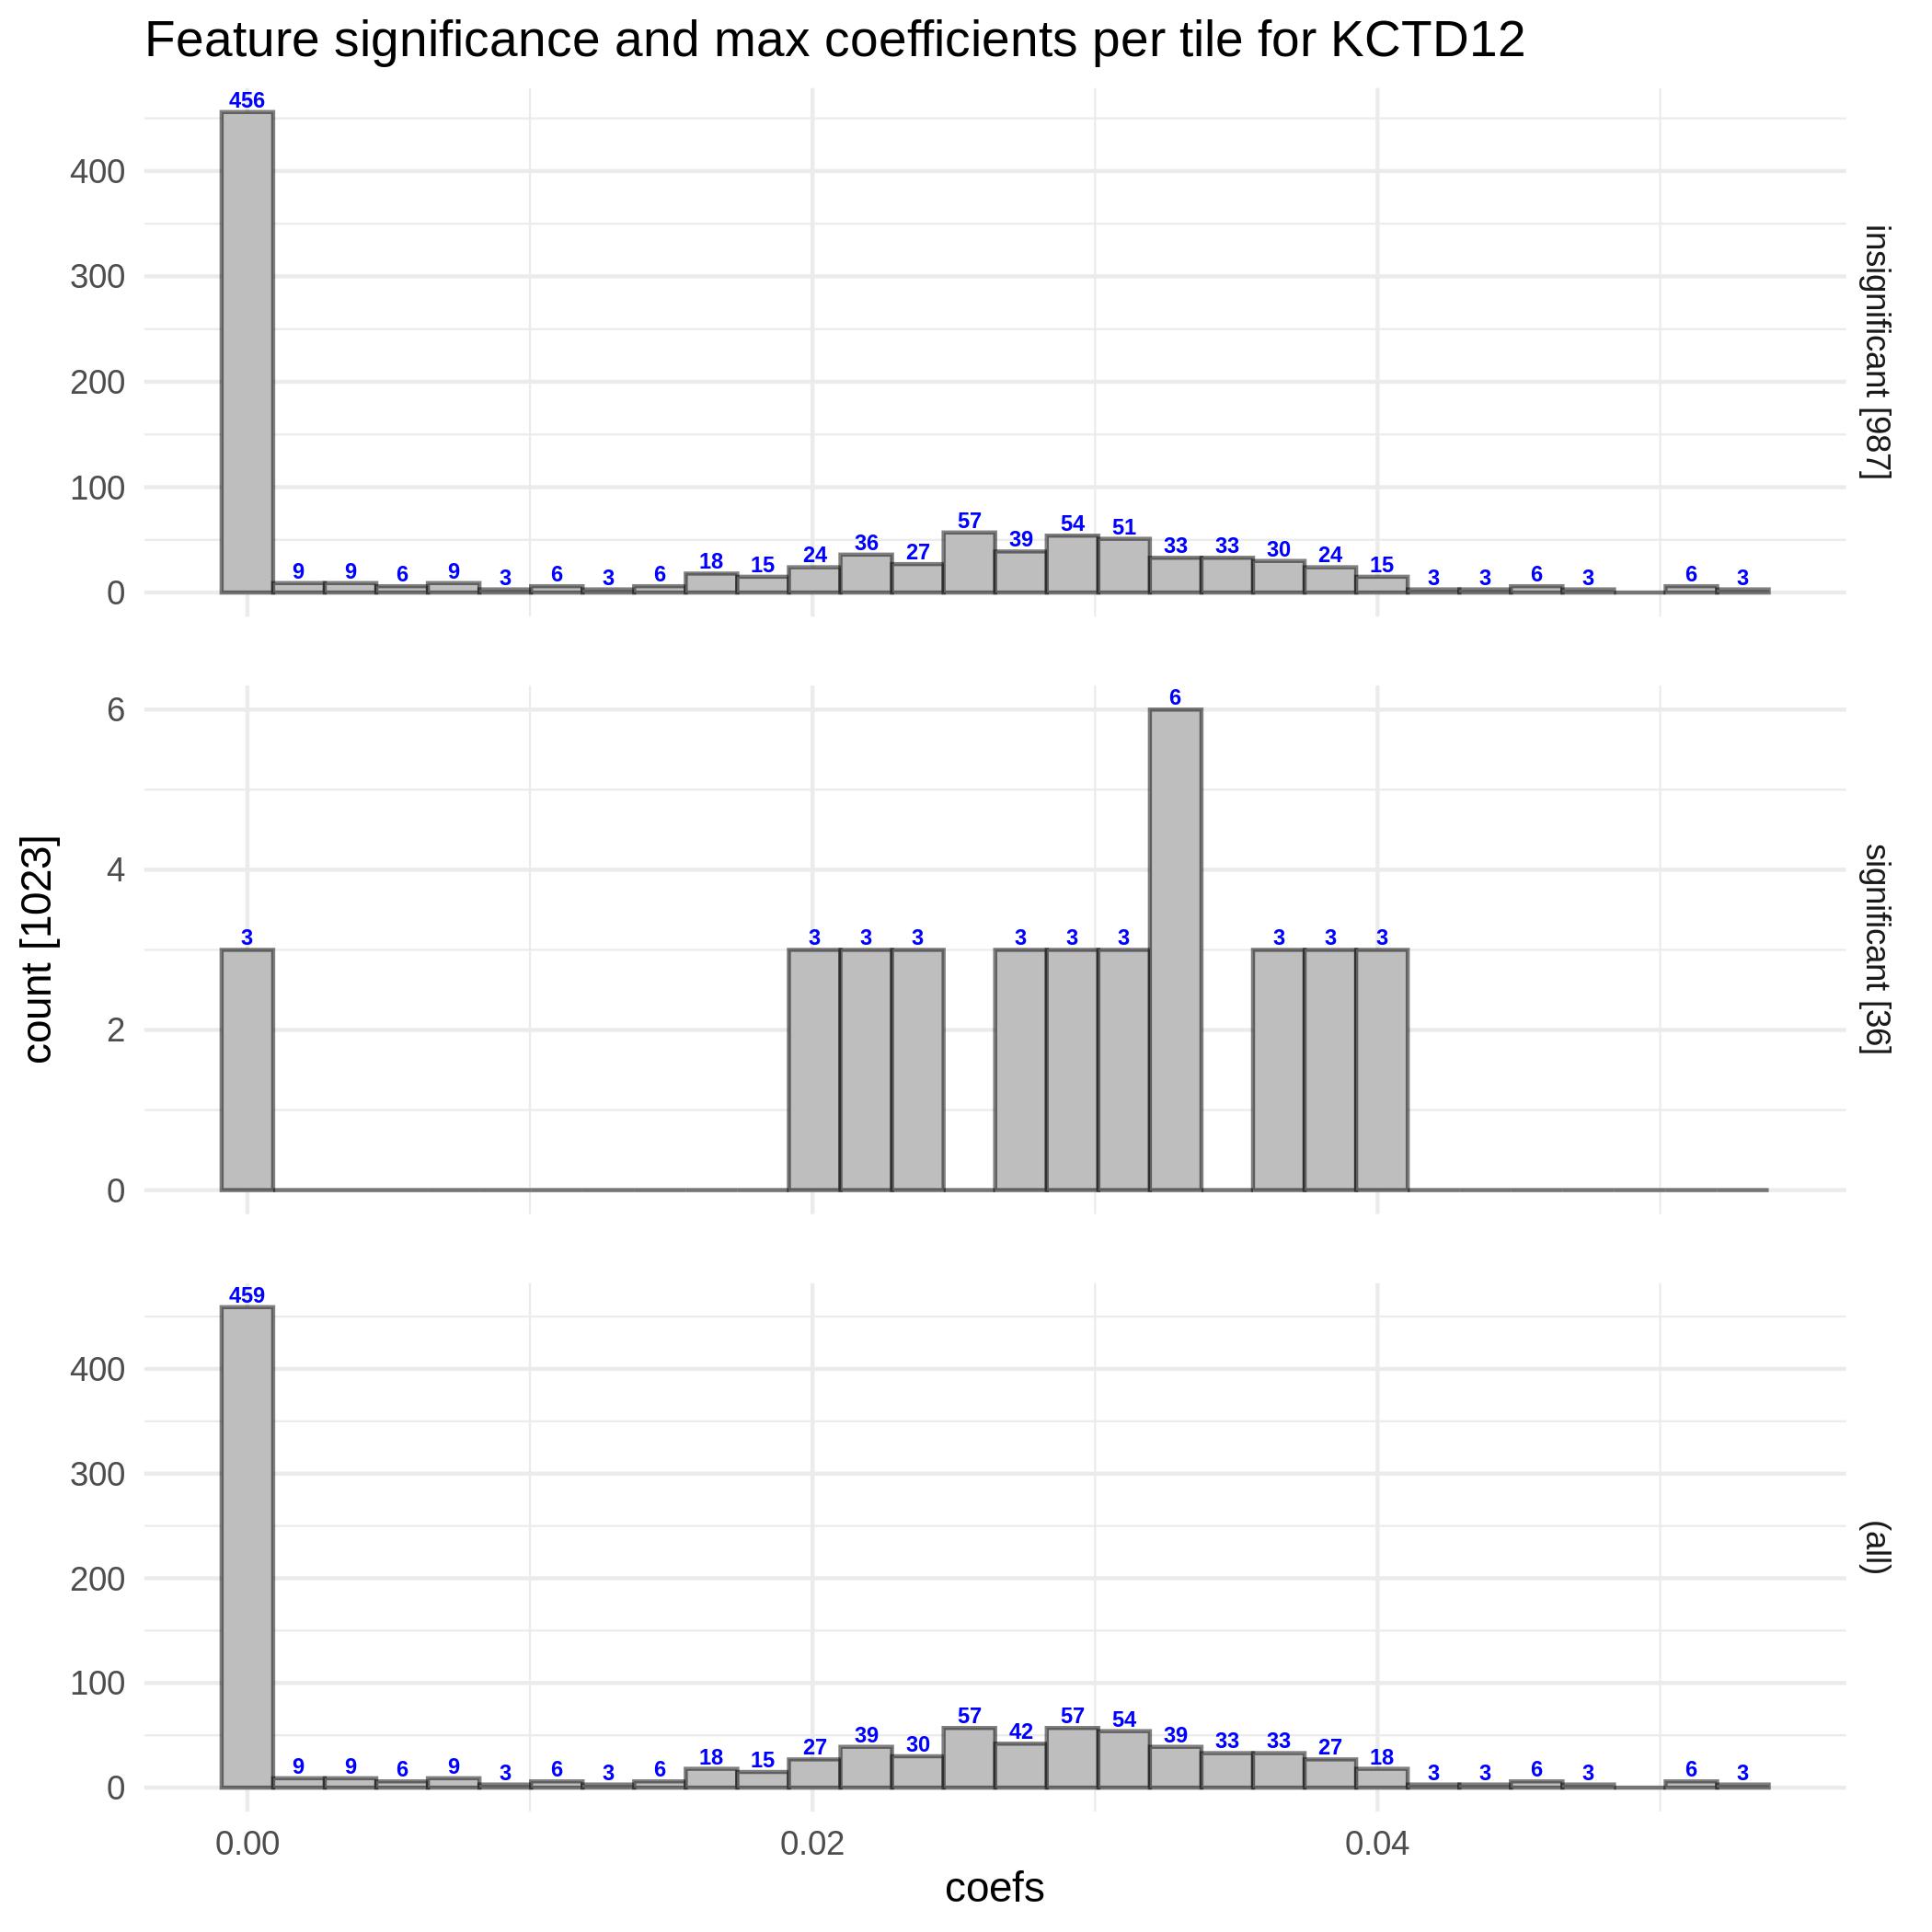 Feature significance and max coefficients per tile for KCTD12
456
400
300
200
100
0
9 9 6 9 3 6 3 6 18 15 24 36 27 57 39 54 51 33 33 30 24 15 3 3 6 3 6 3
insignificant [987]
count [1023]
6
4
2
0
3 3 3 3 3 3 3 6 3 3 3
significant [36]
459
400
300
200
100
0
9 9 6 9 3 6 3 6 18 15 27 39 30 57 42 57 54 39 33 33 27 18 3 3 6 3 6 3
(all)
0.00 0.02 0.04
coefs